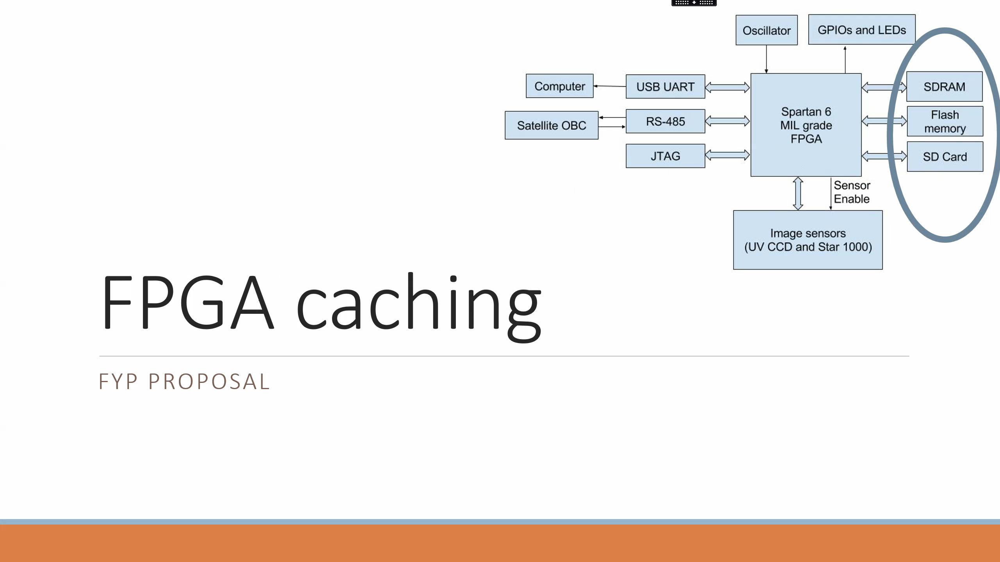 Oscillator
GPIOs and LEDs
Computer
USB UART
SDRAM
Satellite OBC
RS-485
Spartan 6
MIL grade
FPGA
Flash
memory
JTAG
SD Card
Sensor
Enable
Image sensors
(UV CCD and Star 1000)
FPGA caching
FYP PROPOSAL